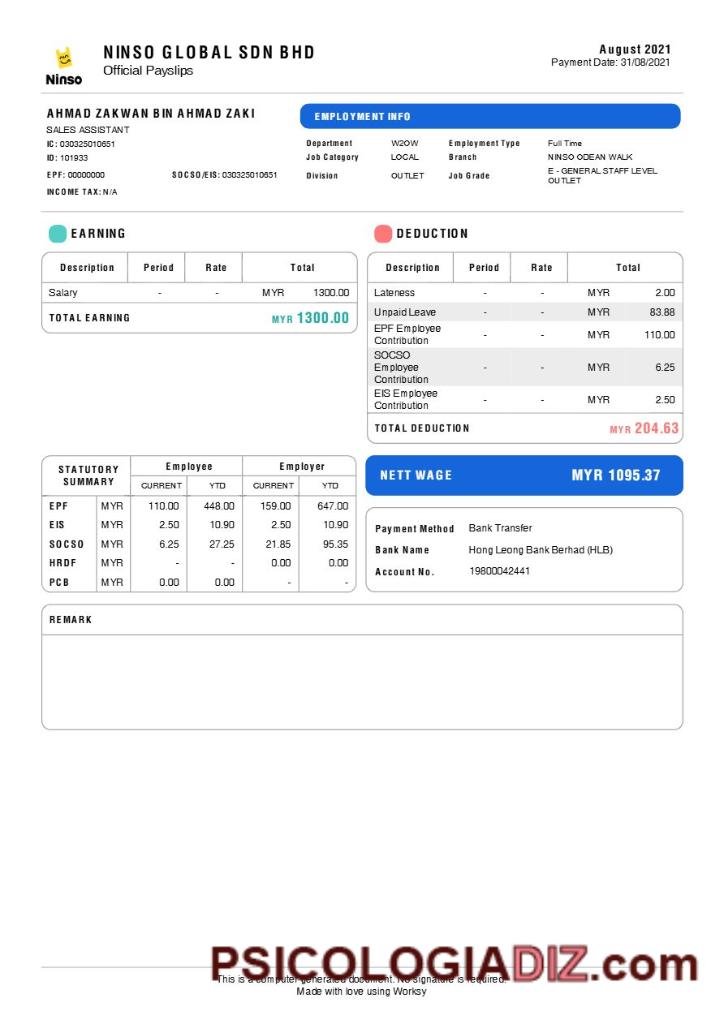 NINSO GLOBAL SDN BHD
Official Payslips
Ninso
August 2021
Payment Date: 31/08/2021
AHMAD ZAKWAN BIN AHMAD ZAKI
SALES ASSISTANT
IC: 030325010651
ID: 101933
EPF: 00000000 SOCSO/EIS: 030325010651
INCOME TAX: N/A
EMPLOYMENT INFO
Department W2OW Employment Type Full Time
Job Category LOCAL Branch NINSO ODEAN WALK
Division OUTLET Job Grade E - GENERAL STAFF LEVEL
OUTLET
EARNING
Description Period Rate Total
Salary - - MYR 1300.00
TOTAL EARNING MYR 1300.00
DEDUCTION
Description Period Rate Total
Lateness - - MYR 2.00
Unpaid Leave - - MYR 83.88
EPF Employee
Contribution - - MYR 110.00
SOCSO
Employee - - MYR 6.25
Contribution
EIS Employee
Contribution - - MYR 2.50
TOTAL DEDUCTION MYR 204.63
STATUTORY
SUMMARY
Employee Employer
CURRENT YTD CURRENT YTD
EPF MYR 110.00 448.00 159.00 647.00
EIS MYR 2.50 10.90 2.50 10.90
SOCSO MYR 6.25 27.25 21.85 95.35
HRDF MYR - - 0.00 0.00
PCB MYR 0.00 0.00 - -
NETT WAGE MYR 1095.37
Payment Method Bank Transfer
Bank Name Hong Leong Bank Berhad (HLB)
Account No. 19800042441
REMARK
PSICOLOGIADIZ.com
This is a computer generated document. No signature is required.
Made with love using Worksy